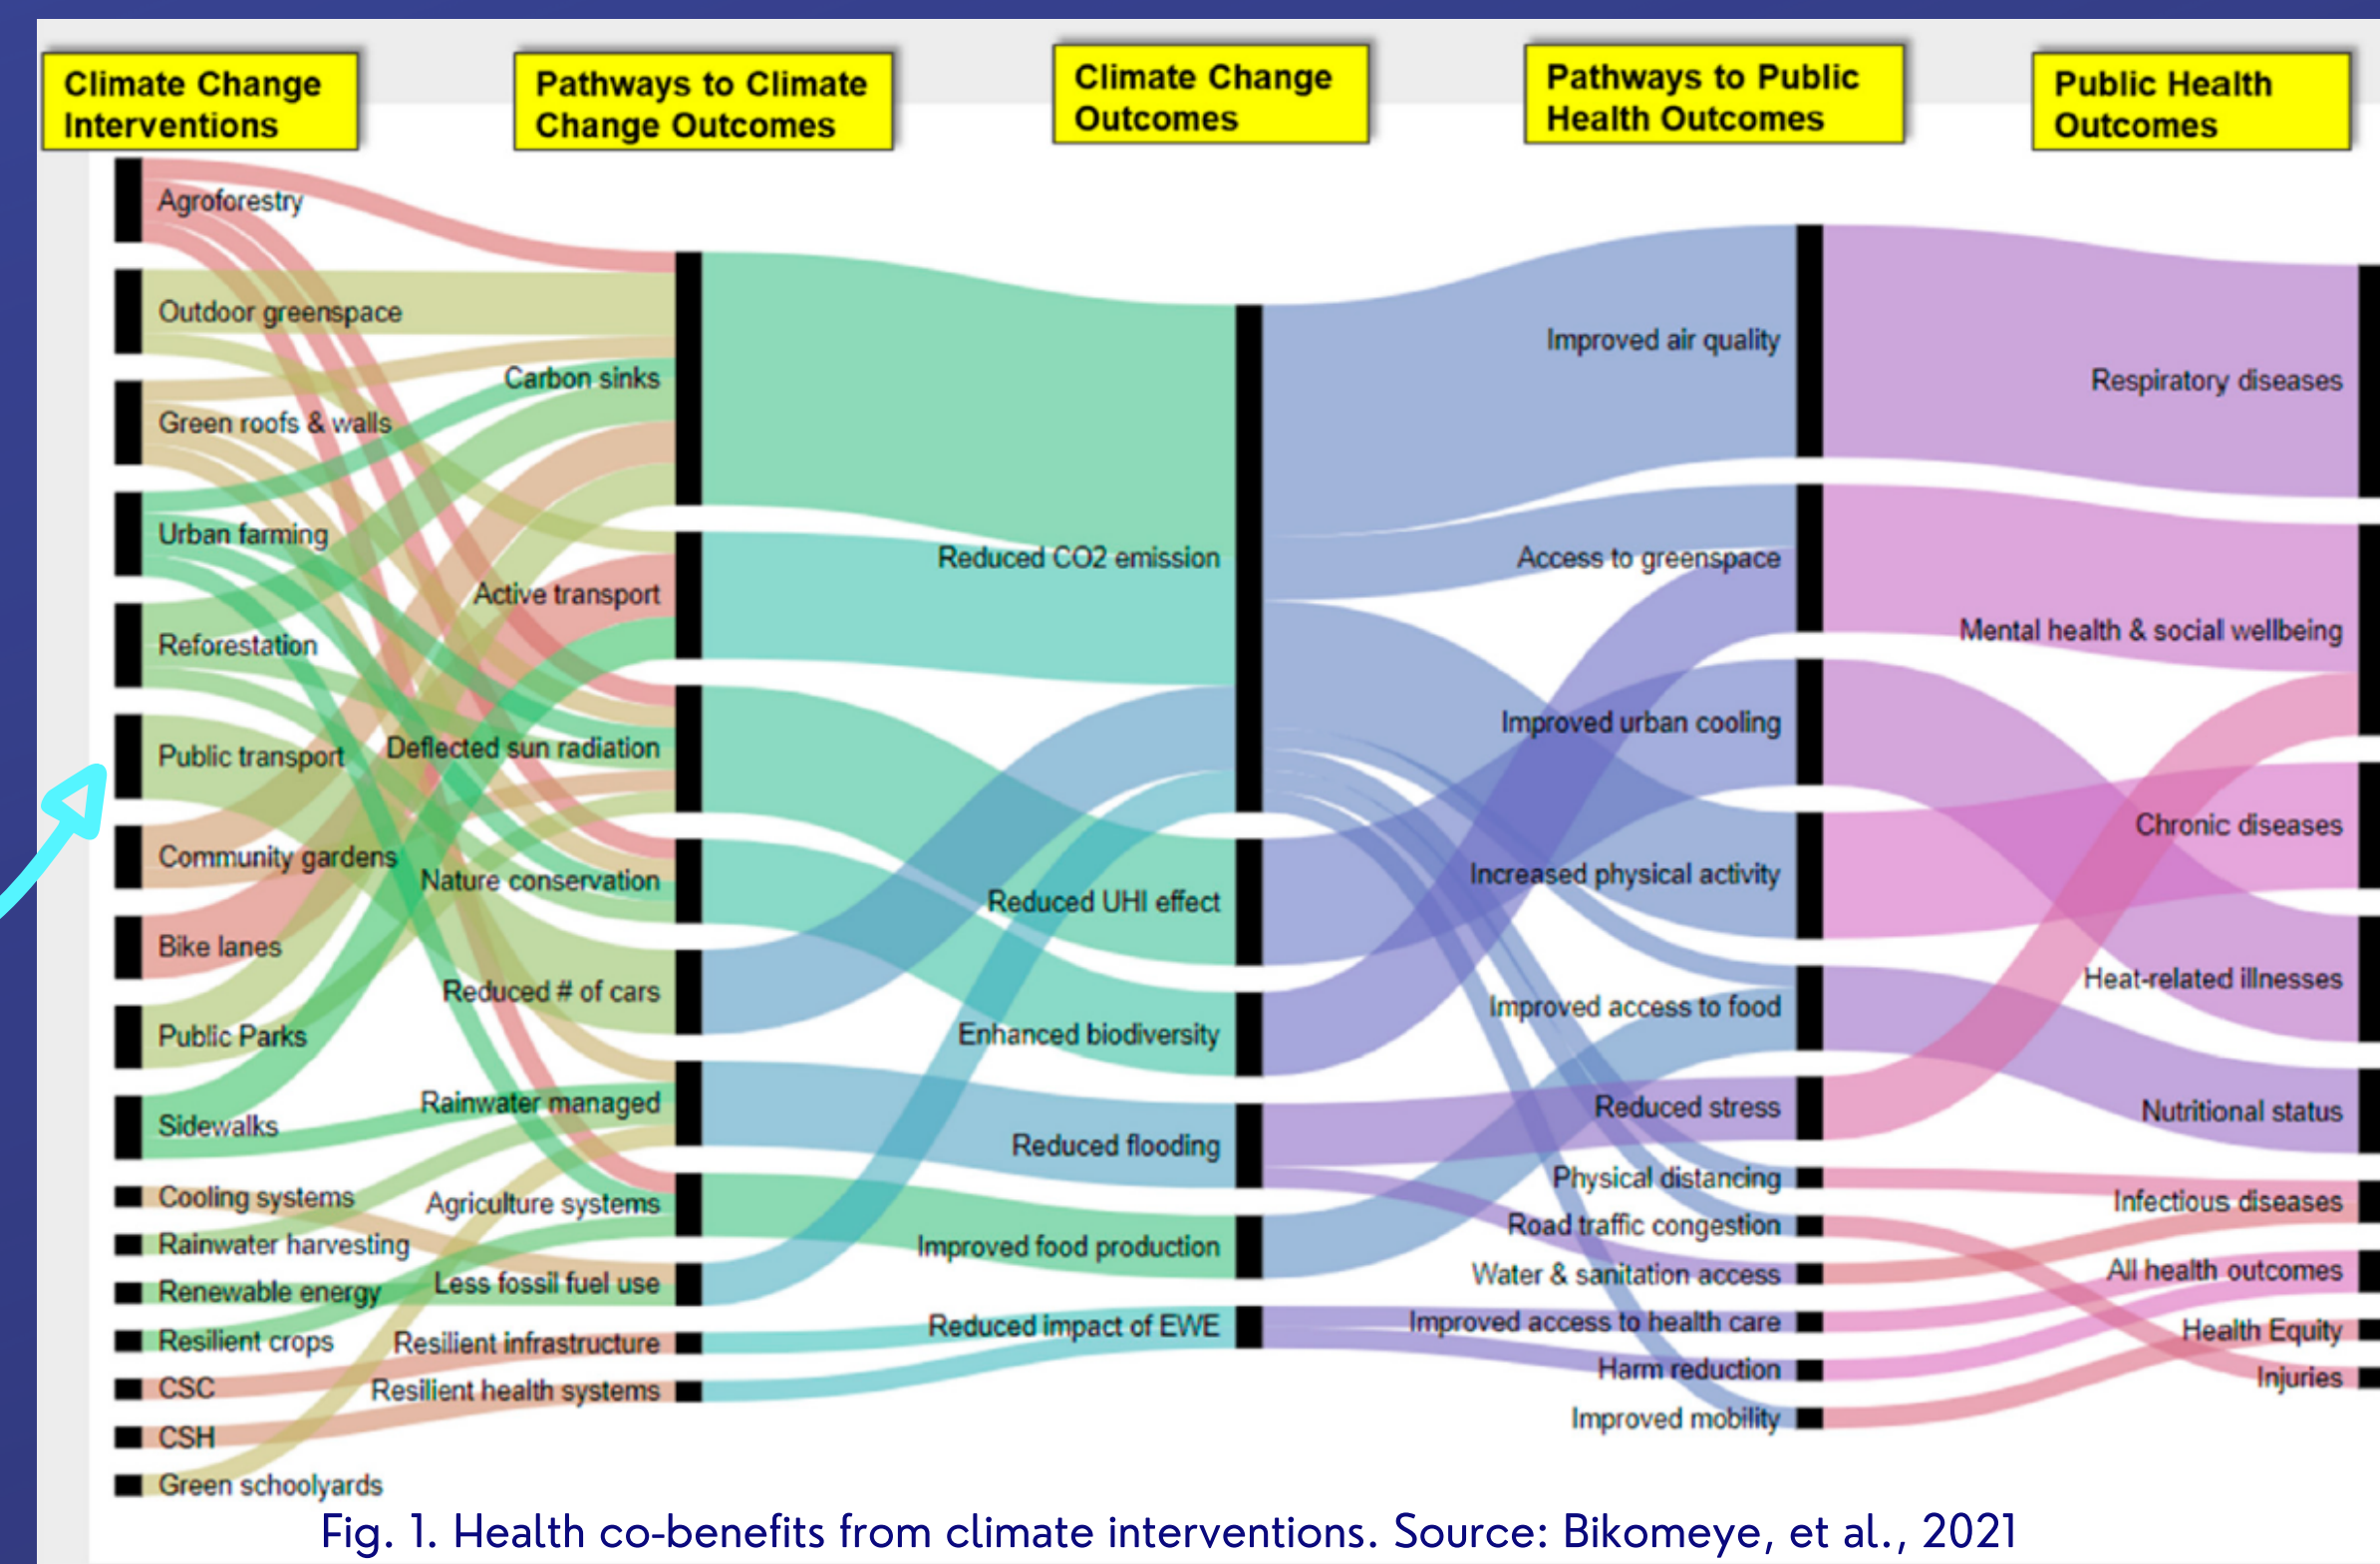 Climate Change
Interventions
Pathways to Climate
Change Outcomes
Climate Change
Outcomes
Pathways to Public
Health Outcomes
Public Health
Outcomes
Agroforestry
Outdoor greenspace
Green roofs & walls
Urban farming
Reforestation
Public transport
Community gardens
Bike lanes
Public Parks
Sidewalks
Cooling systems
Rainwater harvesting
Renewable energy
Resilient crops
CSC
CSH
Green schoolyards
Carbon sinks
Active transport
Deflected sun radiation
Nature conservation
Reduced # of cars
Rainwater managed
Agriculture systems
Less fossil fuel use
Resilient infrastructure
Resilient health systems
Reduced CO2 emission
Reduced UHI effect
Enhanced biodiversity
Reduced flooding
Improved food production
Reduced impact of EWE
Improved air quality
Access to greenspace
Improved urban cooling
Increased physical activity
Improved access to food
Reduced stress
Physical distancing
Road traffic congestion
Water & sanitation access
Improved access to health care
Harm reduction
Improved mobility
Respiratory diseases
Mental health & social wellbeing
Chronic diseases
Heat-related illnesses
Nutritional status
Infectious diseases
All health outcomes
Health Equity
Injuries
Fig. 1. Health co-benefits from climate interventions. Source: Bikomeye, et al., 2021